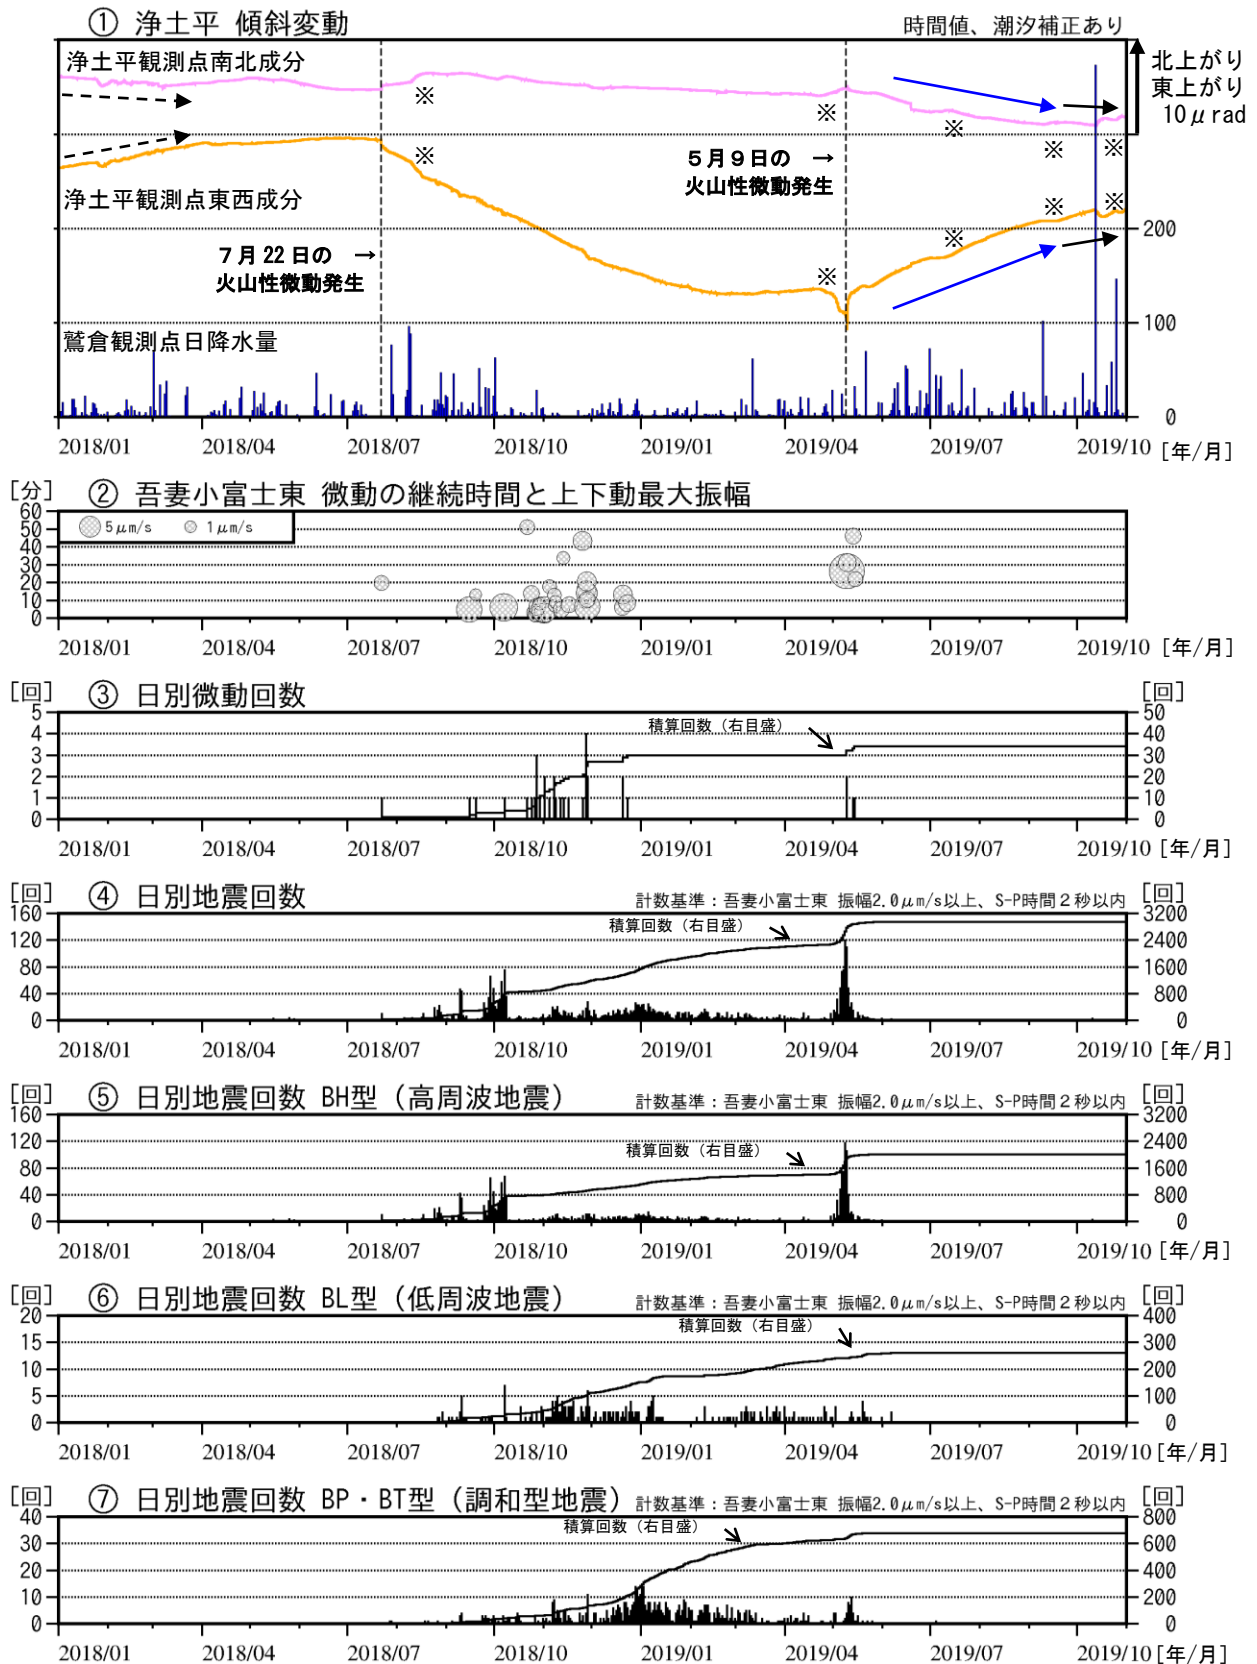 ① 浄土平 傾斜変動
時間値、潮汐補正あり
浄土平観測点南北成分
北上がり
東上がり
10μrad
※ ※ ※ ※ ※
５月９日の →
火山性微動発生
※ ※ ※ ※ ※
浄土平観測点東西成分
７月22日の →
火山性微動発生
鷲倉観測点日降水量
200
100
0
2018/01 2018/04 2018/07 2018/10 2019/01 2019/04 2019/07 2019/10 [年/月]
[分] ② 吾妻小富士東 微動の継続時間と上下動最大振幅
5μm/s 1μm/s
60
50
40
30
20
10
0
2018/01 2018/04 2018/07 2018/10 2019/01 2019/04 2019/07 2019/10 [年/月]
[回] ③ 日別微動回数 [回]
積算回数（右目盛）
5 50
4 40
3 30
2 20
1 10
0 0
2018/01 2018/04 2018/07 2018/10 2019/01 2019/04 2019/07 2019/10 [年/月]
[回] ④ 日別地震回数 計数基準：吾妻小富士東 振幅2.0μm/s以上、S-P時間２秒以内 [回]
積算回数（右目盛）
160 3200
120 2400
80 1600
40 800
0 0
2018/01 2018/04 2018/07 2018/10 2019/01 2019/04 2019/07 2019/10 [年/月]
[回] ⑤ 日別地震回数 BH型（高周波地震） 計数基準：吾妻小富士東 振幅2.0μm/s以上、S-P時間２秒以内 [回]
積算回数（右目盛）
160 3200
120 2400
80 1600
40 800
0 0
2018/01 2018/04 2018/07 2018/10 2019/01 2019/04 2019/07 2019/10 [年/月]
[回] ⑥ 日別地震回数 BL型（低周波地震） 計数基準：吾妻小富士東 振幅2.0μm/s以上、S-P時間２秒以内 [回]
積算回数（右目盛）
20 400
15 300
10 200
5 100
0 0
2018/01 2018/04 2018/07 2018/10 2019/01 2019/04 2019/07 2019/10 [年/月]
[回] ⑦ 日別地震回数 BP・BT型（調和型地震） 計数基準：吾妻小富士東 振幅2.0μm/s以上、S-P時間２秒以内 [回]
積算回数（右目盛）
40 800
30 600
20 400
10 200
0 0
2018/01 2018/04 2018/07 2018/10 2019/01 2019/04 2019/07 2019/10 [年/月]